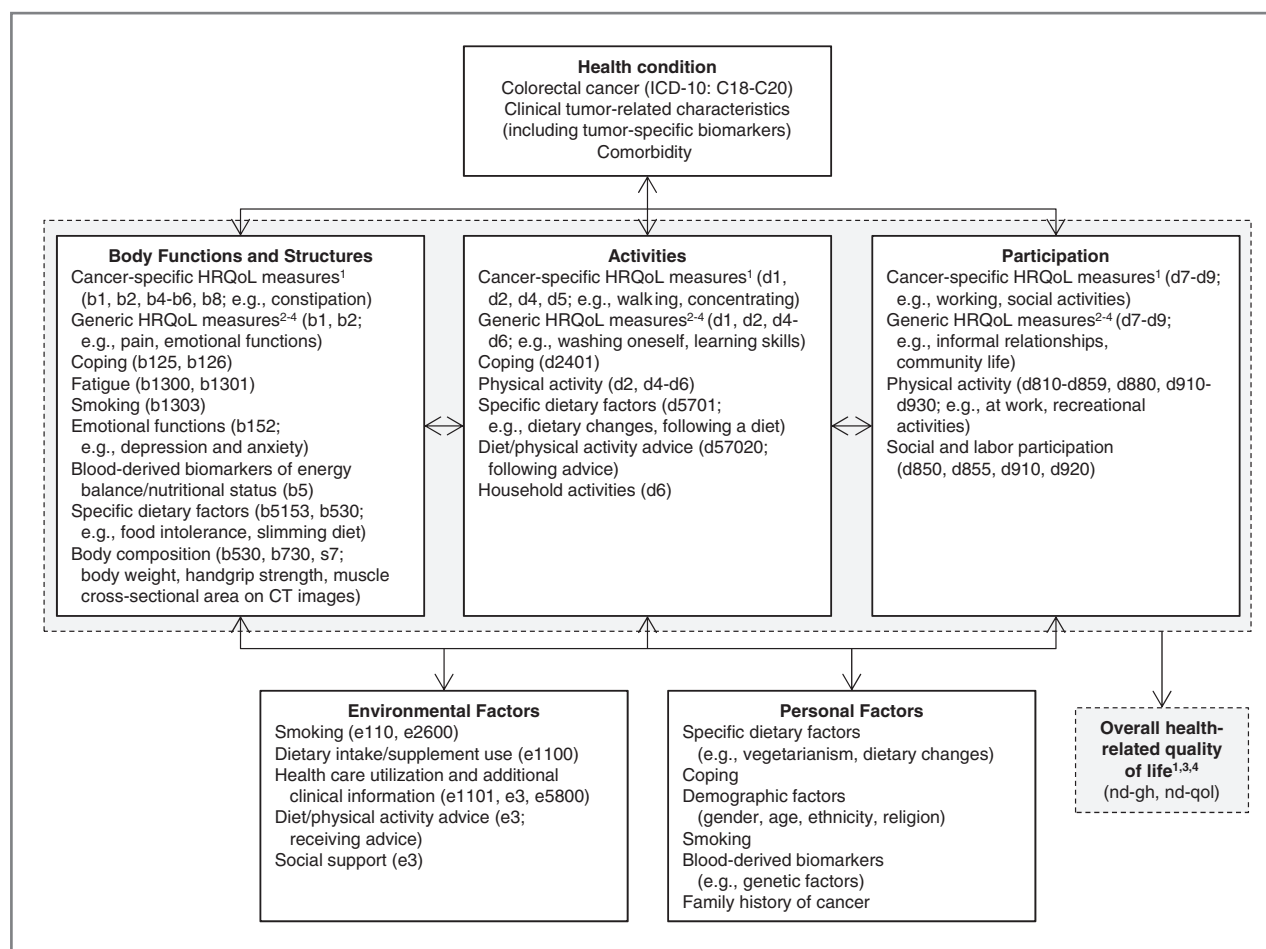 Health condition
Colorectal cancer (ICD-10: C18-C20)
Clinical tumor-related characteristics
(including tumor-specific biomarkers)
Comorbidity
Body Functions and Structures
Cancer-specific HRQoL measures¹
(b1, b2, b4-b6, b8; e.g., constipation)
Generic HRQoL measures²⁻⁴ (b1, b2;
e.g., pain, emotional functions)
Coping (b125, b126)
Fatigue (b1300, b1301)
Smoking (b1303)
Emotional functions (b152;
e.g., depression and anxiety)
Blood-derived biomarkers of energy
balance/nutritional status (b5)
Specific dietary factors (b5153, b530;
e.g., food intolerance, slimming diet)
Body composition (b530, b730, s7;
body weight, handgrip strength, muscle
cross-sectional area on CT images)
Activities
Cancer-specific HRQoL measures¹ (d1,
d2, d4, d5; e.g., walking, concentrating)
Generic HRQoL measures²⁻⁴ (d1, d2, d4-
d6; e.g., washing oneself, learning skills)
Coping (d2401)
Physical activity (d2, d4-d6)
Specific dietary factors (d5701;
e.g., dietary changes, following a diet)
Diet/physical activity advice (d57020;
following advice)
Household activities (d6)
Participation
Cancer-specific HRQoL measures¹ (d7-d9;
e.g., working, social activities)
Generic HRQoL measures²⁻⁴ (d7-d9;
e.g., informal relationships,
community life)
Physical activity (d810-d859, d880, d910-
d930; e.g., at work, recreational
activities)
Social and labor participation
(d850, d855, d910, d920)
Environmental Factors
Smoking (e110, e2600)
Dietary intake/supplement use (e1100)
Health care utilization and additional
clinical information (e1101, e3, e5800)
Diet/physical activity advice (e3;
receiving advice)
Social support (e3)
Personal Factors
Specific dietary factors
(e.g., vegetarianism, dietary changes)
Coping
Demographic factors
(gender, age, ethnicity, religion)
Smoking
Blood-derived biomarkers
(e.g., genetic factors)
Family history of cancer
Overall health-
related quality
of life¹,³,⁴
(nd-gh, nd-qol)